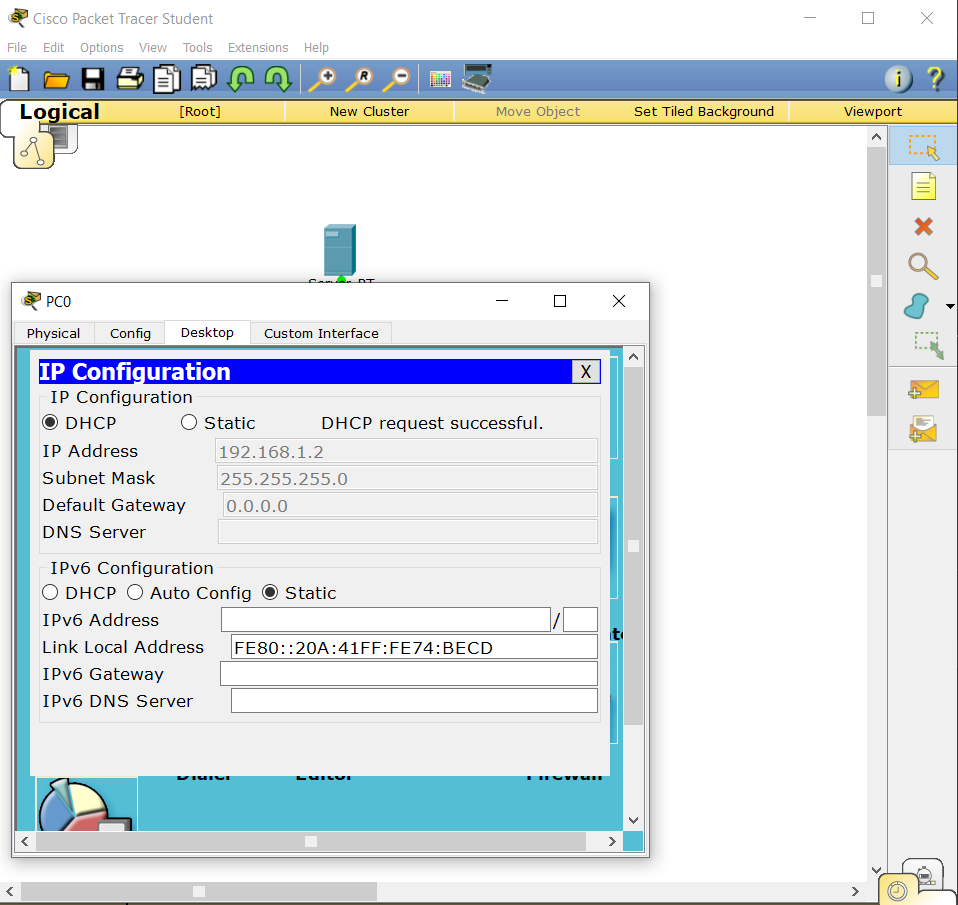 Cisco Packet Tracer Student
File Edit Options View Tools Extensions Help
Logical [Root] New Cluster Move Object Set Tiled Background Viewport
PC0
Physical Config Desktop Custom Interface
IP Configuration X
IP Configuration
DHCP Static DHCP request successful.
IP Address 192.168.1.2
Subnet Mask 255.255.255.0
Default Gateway 0.0.0.0
DNS Server
IPv6 Configuration
DHCP Auto Config Static
IPv6 Address /
Link Local Address FE80::20A:41FF:FE74:BECD
IPv6 Gateway
IPv6 DNS Server
Dialer Editor Firewall